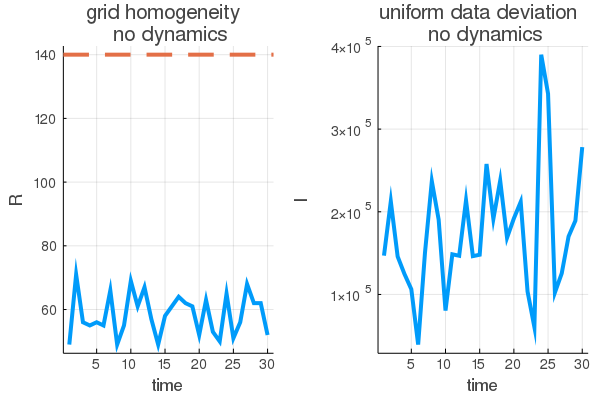 grid homogeneity
no dynamics
140
120
100
80
60
R
5 10 15 20 25 30
time
uniform data deviation
no dynamics
4×10⁵
3×10⁵
2×10⁵
1×10⁵
I
5 10 15 20 25 30
time